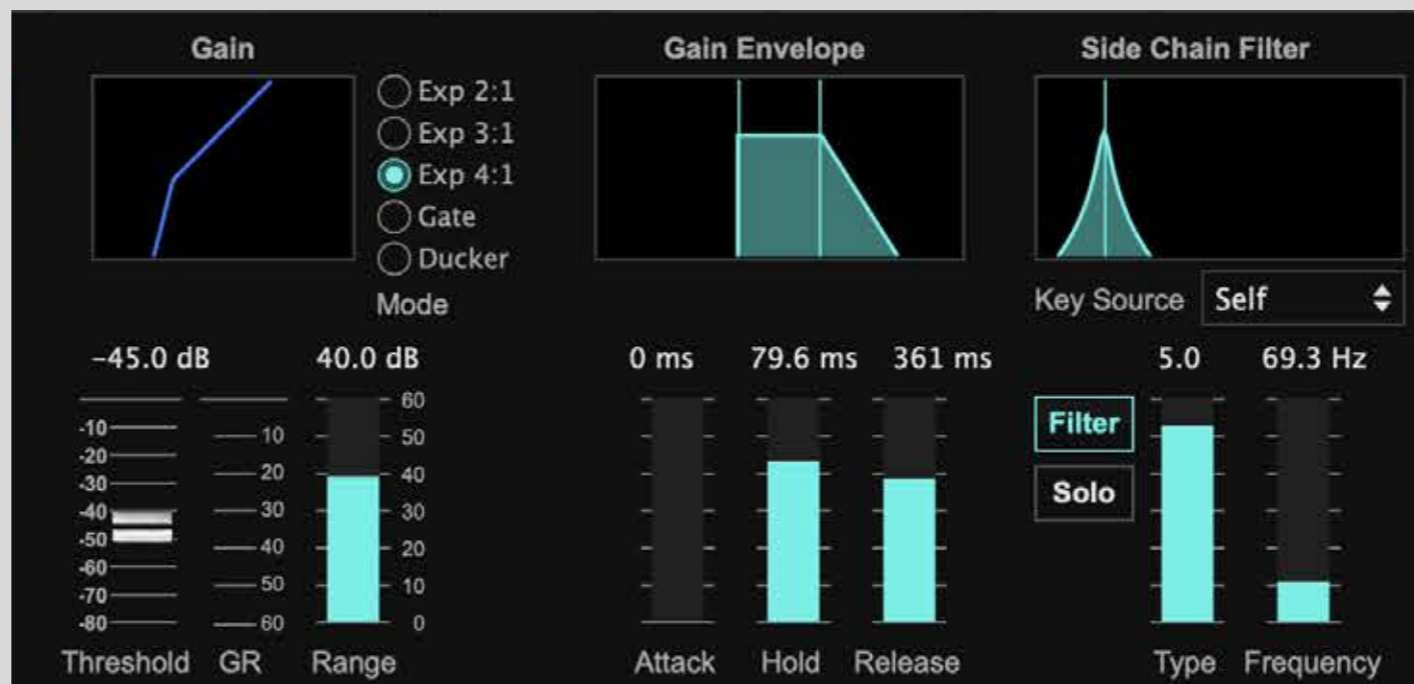 Gain Gain Envelope Side Chain Filter
Exp 2:1
Exp 3:1
Exp 4:1
Gate
Ducker
Mode
Key Source Self
-45.0 dB 40.0 dB 0 ms 79.6 ms 361 ms 5.0 69.3 Hz
60
-10 10 50 Filter
-20 20 40
-30 30 30 Solo
-40
-50 40 20
-60
-70 50 10
-80 60 0
Threshold GR Range Attack Hold Release Type Frequency